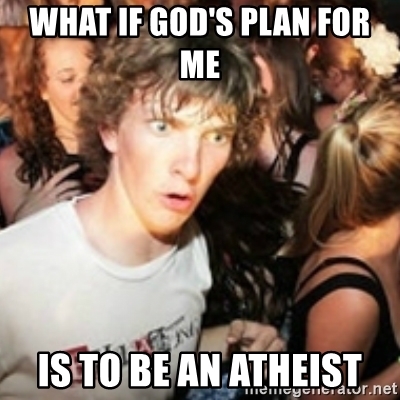 WHAT IF GOD'S PLAN FOR
ME
IS TO BE AN ATHEIST
memegenerator.net